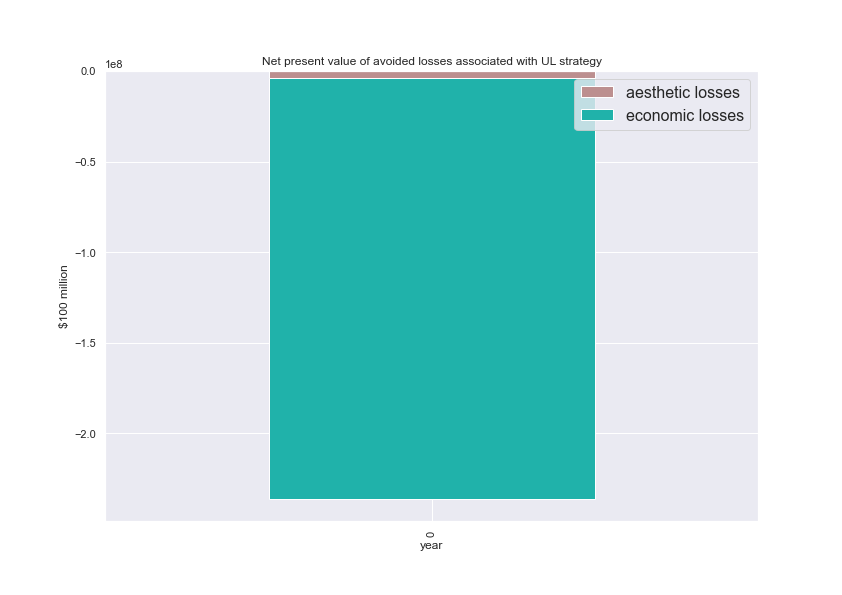 Net present value of avoided losses associated with UL strategy
1e8
0.0
−0.5
−1.0
−1.5
−2.0
$100 million
aesthetic losses
economic losses
0
year